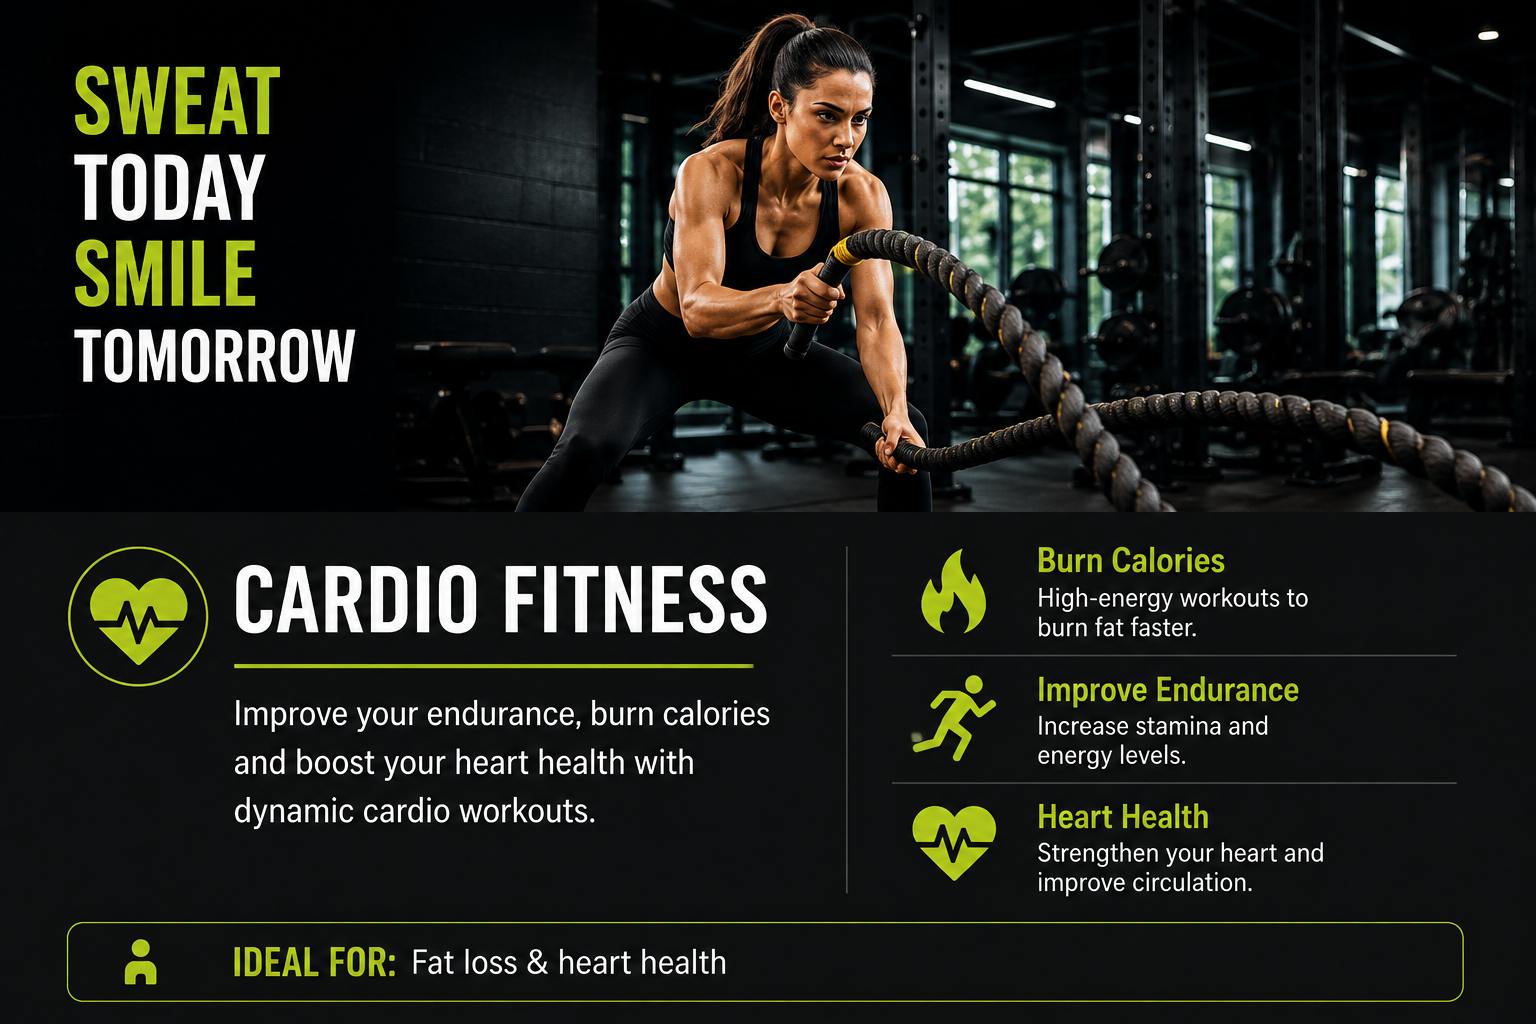 SWEAT
TODAY
SMILE
TOMORROW
CARDIO FITNESS
Improve your endurance, burn calories
and boost your heart health with
dynamic cardio workouts.
Burn Calories
High-energy workouts to
burn fat faster.
Improve Endurance
Increase stamina and
energy levels.
Heart Health
Strengthen your heart and
improve circulation.
IDEAL FOR: Fat loss & heart health